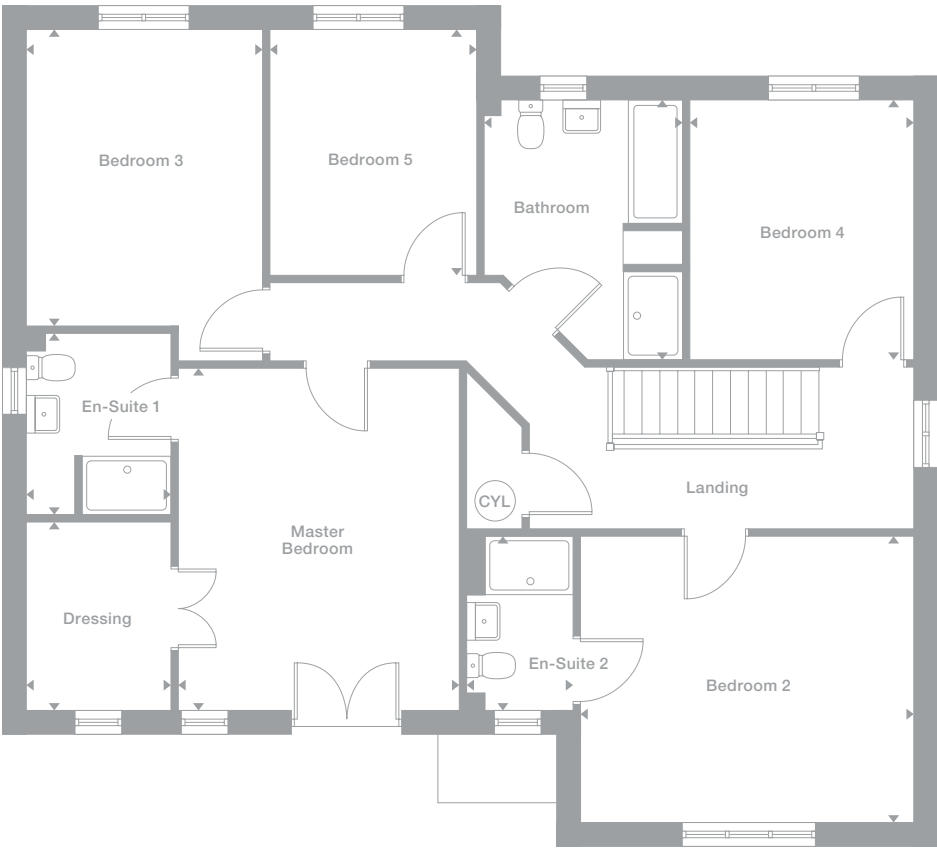 Bedroom 3
Bedroom 5
Bathroom
Bedroom 4
En-Suite 1
CYL
Landing
Master
Bedroom
Dressing
En-Suite 2
Bedroom 2